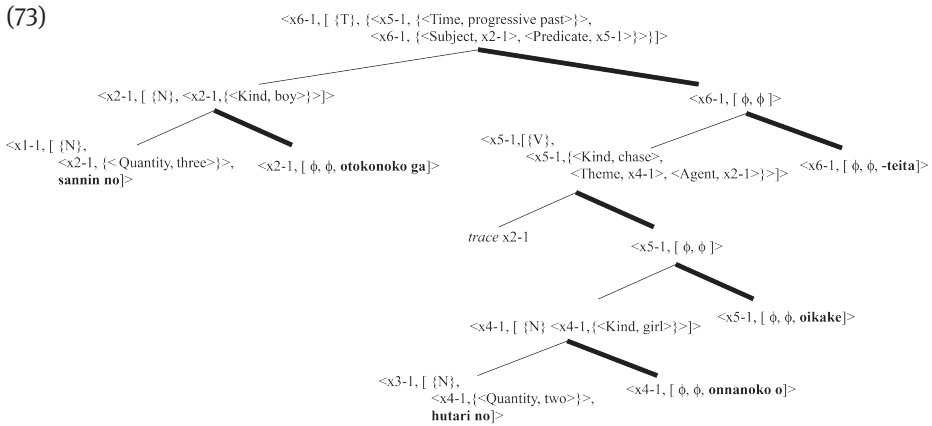 (73)
<x6-1, [ {T}, {<x5-1, {<Time, progressive past>}>,
<x6-1, {<Subject, x2-1>, <Predicate, x5-1>}>}]>
<x2-1, [ {N}, <x2-1,{<Kind, boy>}>]>
<x6-1, [ ϕ, ϕ ]>
<x1-1, [ {N},
<x2-1, {< Quantity, three>}>,
sannin no]>
<x2-1, [ ϕ, ϕ, otokonoko ga]>
<x5-1,[{V},
<x5-1,{<Kind, chase>,
<Theme, x4-1>, <Agent, x2-1>}>]>
<x6-1, [ ϕ, ϕ, -teita]>
trace x2-1
<x5-1, [ ϕ, ϕ ]>
<x4-1, [ {N} <x4-1,{<Kind, girl>}>]>
<x5-1, [ ϕ, ϕ, oikake]>
<x3-1, [ {N},
<x4-1,{<Quantity, two>}>,
hutari no]>
<x4-1, [ ϕ, ϕ, onnanoko o]>